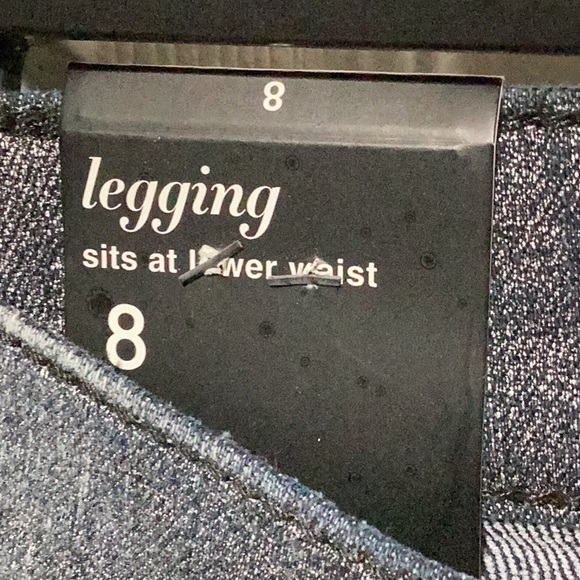 8
legging
sits at lower waist
8